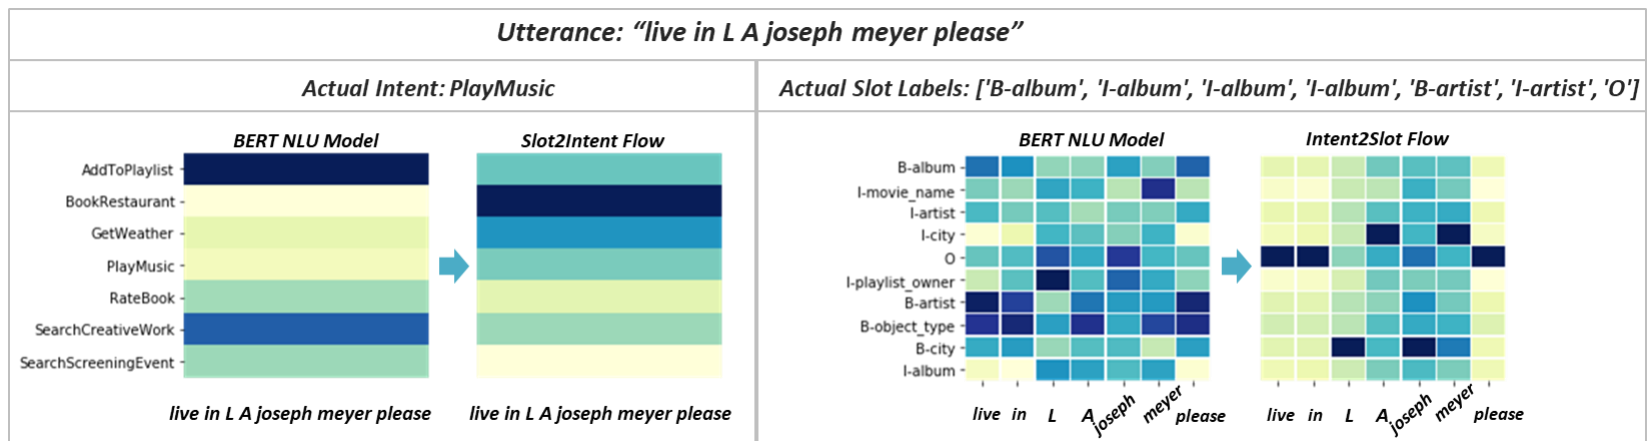 Utterance: “live in L A joseph meyer please”
Actual Intent: PlayMusic
Actual Slot Labels: ['B-album', 'I-album', 'I-album', 'I-album', 'B-artist', 'I-artist', 'O']
BERT NLU Model
Slot2Intent Flow
AddToPlaylist
BookRestaurant
GetWeather
PlayMusic
RateBook
SearchCreativeWork
SearchScreeningEvent
live in L A joseph meyer please
live in L A joseph meyer please
BERT NLU Model
Intent2Slot Flow
B-album
I-movie_name
I-artist
I-city
O
I-playlist_owner
B-artist
B-object_type
B-city
I-album
live in L A joseph meyer please
live in L A joseph meyer please